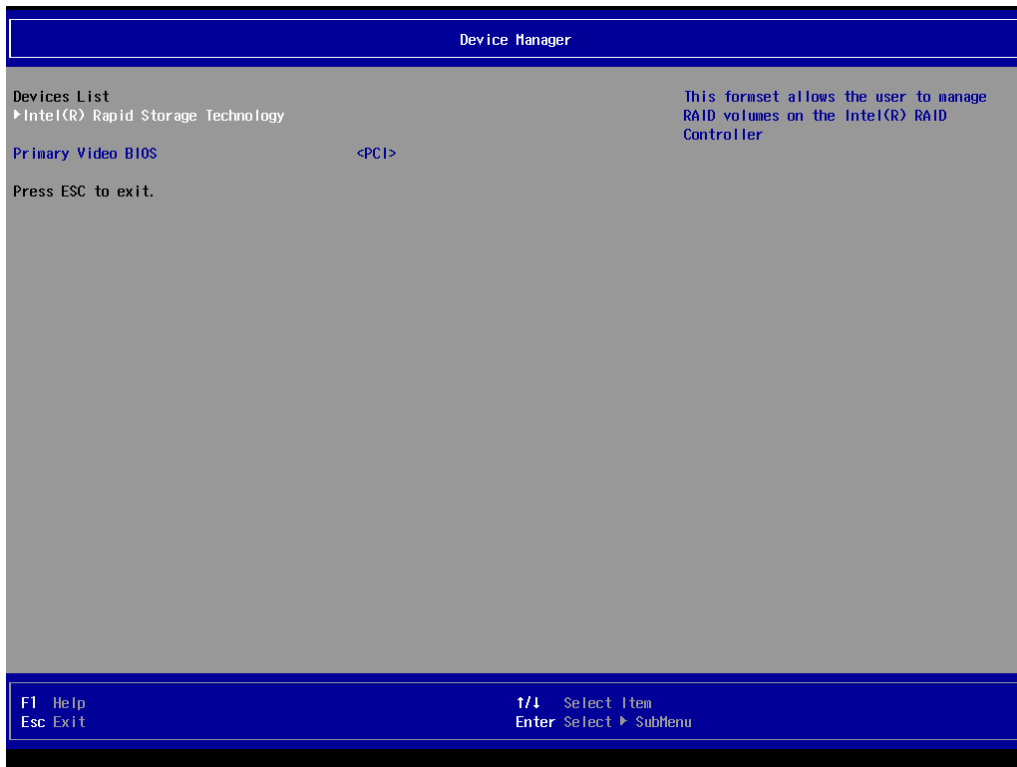 Device Manager
Devices List
▶Intel(R) Rapid Storage Technology
Primary Video BIOS <PCI>
Press ESC to exit.
This formset allows the user to manage
RAID volumes on the Intel(R) RAID
Controller
F1 Help
Esc Exit
↑/↓ Select Item
Enter Select ▶ SubMenu